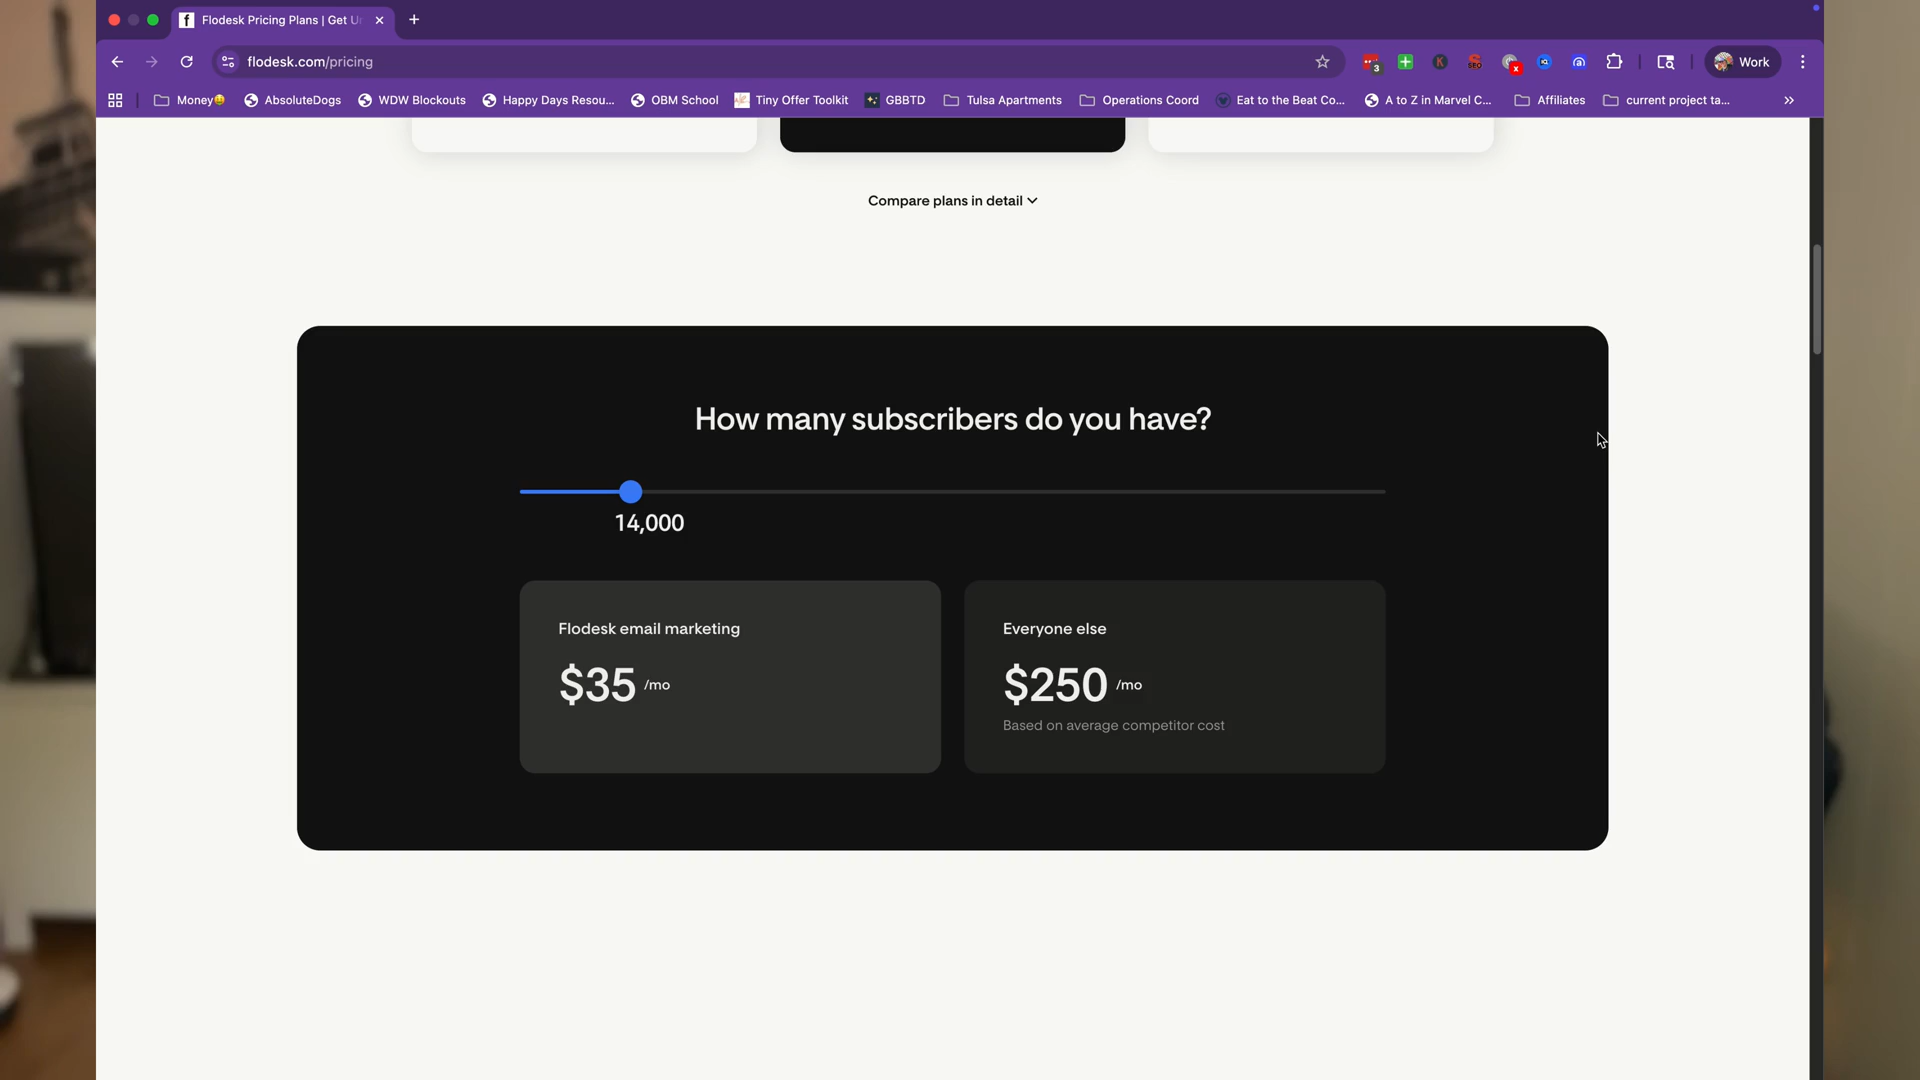 Flodesk Pricing Plans | Get U
flodesk.com/pricing
3
K
SEO
x
Work
Money🤑
AbsoluteDogs
WDW Blockouts
Happy Days Resou...
OBM School
Tiny Offer Toolkit
GBBTD
Tulsa Apartments
Operations Coord
Eat to the Beat Co...
A to Z in Marvel C...
Affiliates
current project ta...
Compare plans in detail
How many subscribers do you have?
14,000
Flodesk email marketing
Everyone else
$35 /mo
$250 /mo
Based on average competitor cost